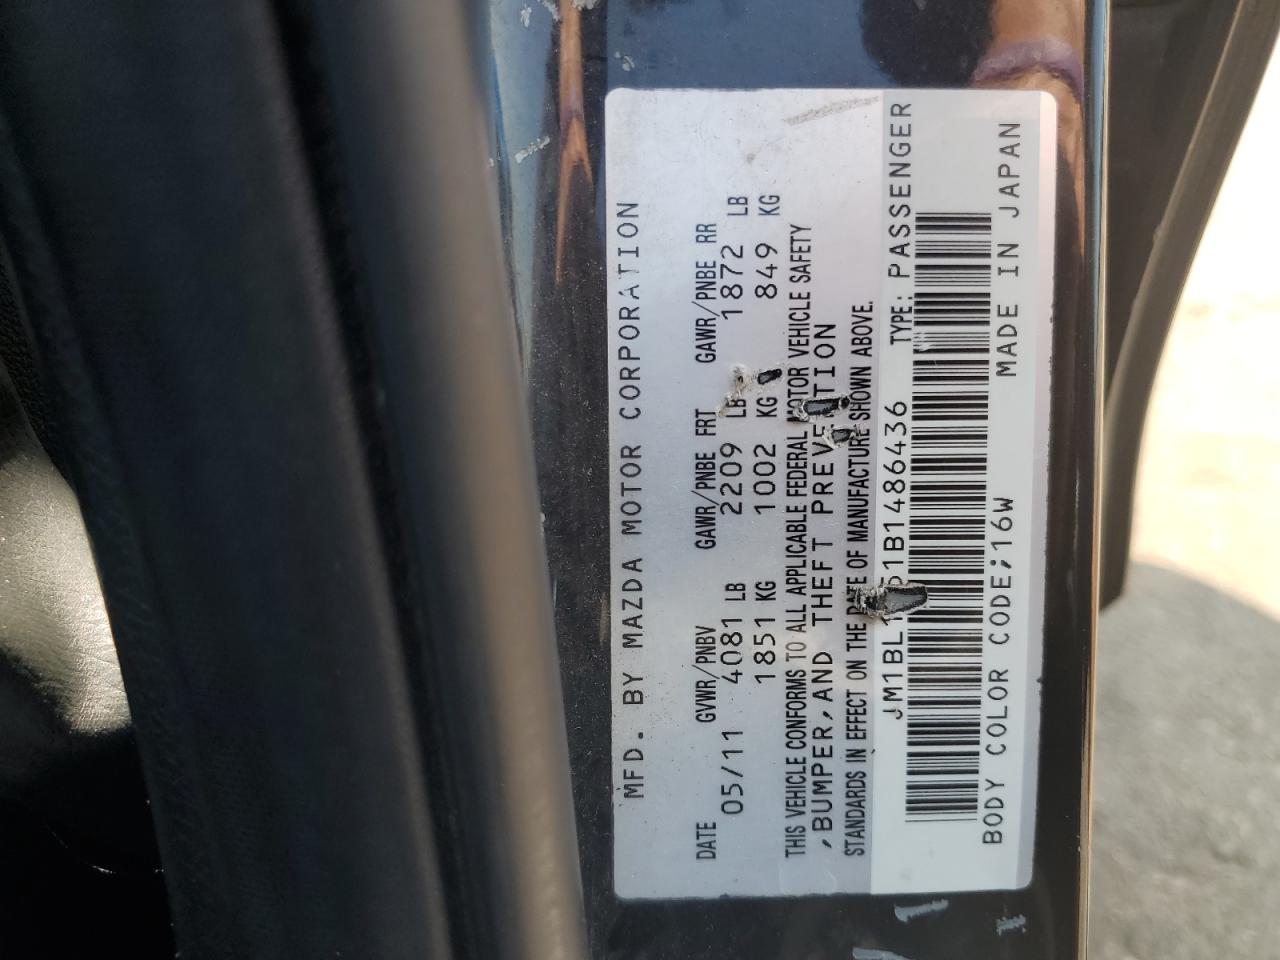 MFD. BY MAZDA MOTOR CORPORATION
DATE GVWR/PNBV GAWR/PNBE FRT GAWR/PNBE RR
05/11 4081 LB 2209 LB 1872 LB
1851 KG 1002 KG 849 KG
THIS VEHICLE CONFORMS TO ALL APPLICABLE FEDERAL MOTOR VEHICLE SAFETY
, BUMPER, AND THEFT PREVENTION
STANDARDS IN EFFECT ON THE DATE OF MANUFACTURE SHOWN ABOVE.
TYPE: PASSENGER
BODY COLOR CODE;16W MADE IN JAPAN